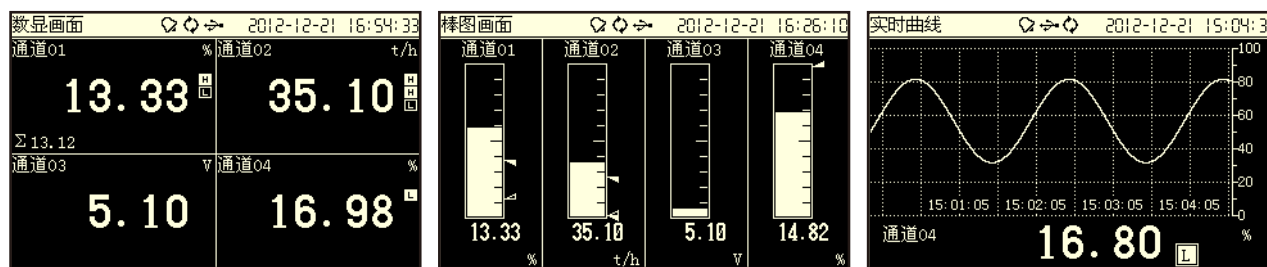 数显画面 2012-12-21 16:54:33
通道01 % 通道02 t/h
13.33 H L 35.10 H H L
Σ13.12
通道03 V 通道04 %
5.10 16.98 L
棒图画面 2012-12-21 16:26:10
通道01 通道02 通道03 通道04
13.33 35.10 5.10 14.82
% t/h V %
实时曲线 2012-12-21 15:04:3
100
80
60
40
20
15:01:05 15:02:05 15:03:05 15:04:05
0
通道04 16.80 L %